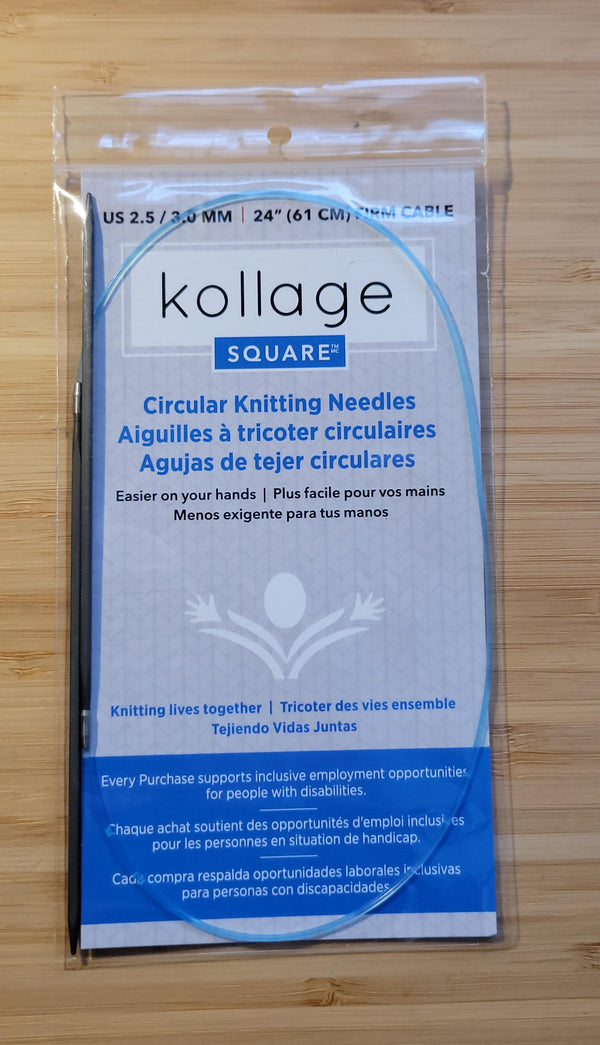 US 2.5 / 3.0 MM | 24" (61 CM) FIRM CABLE
kollage
SQUARE™ MC
Circular Knitting Needles
Aiguilles à tricoter circulaires
Agujas de tejer circulares
Easier on your hands | Plus facile pour vos mains
Menos exigente para tus manos
Knitting lives together | Tricoter des vies ensemble
Tejiendo Vidas Juntas
Every Purchase supports inclusive employment opportunities
for people with disabilities.
Chaque achat soutient des opportunités d'emploi inclusives
pour les personnes en situation de handicap.
Cada compra respalda oportunidades laborales inclusivas
para personas con discapacidades.